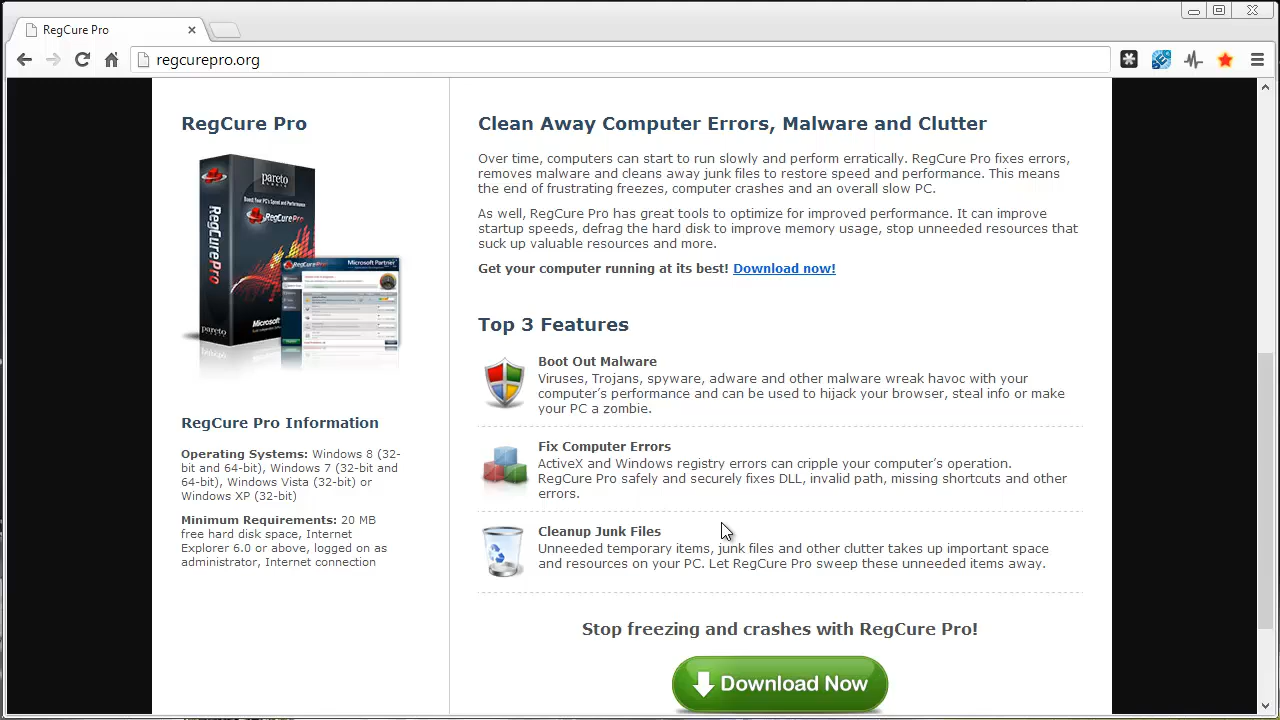 RegCure Pro
regcurepro.org
RegCure Pro
pareto
RegCurePro
RegCurePro
pareto
Microsoft
Microsoft Partner
RegCure Pro Information
Operating Systems: Windows 8 (32-
bit and 64-bit), Windows 7 (32-bit and
64-bit), Windows Vista (32-bit) or
Windows XP (32-bit)
Minimum Requirements: 20 MB
free hard disk space, Internet
Explorer 6.0 or above, logged on as
administrator, Internet connection
Clean Away Computer Errors, Malware and Clutter
Over time, computers can start to run slowly and perform erratically. RegCure Pro fixes errors,
removes malware and cleans away junk files to restore speed and performance. This means
the end of frustrating freezes, computer crashes and an overall slow PC.
As well, RegCure Pro has great tools to optimize for improved perfomance. It can improve
startup speeds, defrag the hard disk to improve memory usage, stop unneeded resources that
suck up valuable resources and more.
Get your computer running at its best! Download now!
Top 3 Features
Boot Out Malware
Viruses, Trojans, spyware, adware and other malware wreak havoc with your
computer’s performance and can be used to hijack your browser, steal info or make
your PC a zombie.
Fix Computer Errors
ActiveX and Windows registry errors can cripple your computer’s operation.
RegCure Pro safely and securely fixes DLL, invalid path, missing shortcuts and other
errors.
Cleanup Junk Files
Unneeded temporary items, junk files and other clutter takes up important space
and resources on your PC. Let RegCure Pro sweep these unneeded items away.
Stop freezing and crashes with RegCure Pro!
Download Now